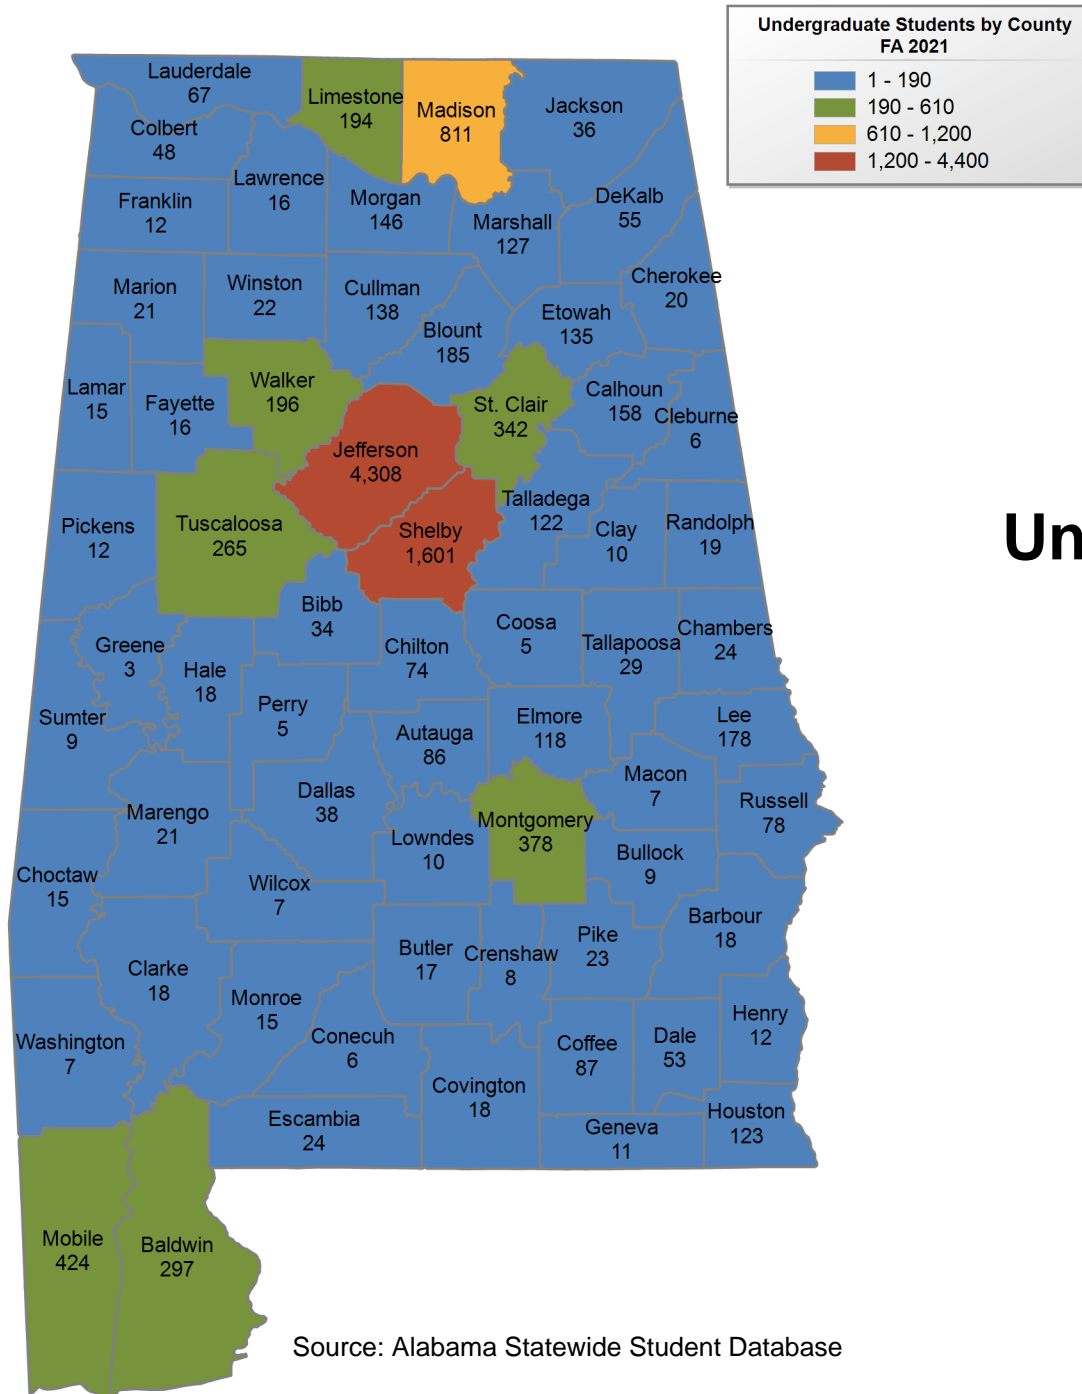 Undergraduate Students by County
FA 2021
1 - 190
190 - 610
610 - 1,200
1,200 - 4,400
Lauderdale
67
Limestone
194
Madison
811
Jackson
36
Colbert
48
Lawrence
16
Franklin
12
Morgan
146
Marshall
127
DeKalb
55
Marion
21
Winston
22
Cullman
138
Blount
185
Etowah
135
Cherokee
20
Lamar
15
Fayette
16
Walker
196
Jefferson
4,308
St. Clair
342
Calhoun
158
Cleburne
6
Pickens
12
Tuscaloosa
265
Shelby
1,601
Talladega
122
Clay
10
Randolph
19
Un
Greene
3
Hale
18
Bibb
34
Chilton
74
Coosa
5
Tallapoosa
29
Chambers
24
Sumter
9
Perry
5
Autauga
86
Elmore
118
Lee
178
Marengo
21
Dallas
38
Lowndes
10
Montgomery
378
Macon
7
Russell
78
Bullock
9
Choctaw
15
Wilcox
7
Butler
17
Crenshaw
8
Pike
23
Barbour
18
Clarke
18
Monroe
15
Conecuh
6
Covington
18
Coffee
87
Dale
53
Henry
12
Washington
7
Escambia
24
Geneva
11
Houston
123
Mobile
424
Baldwin
297
Source: Alabama Statewide Student Database